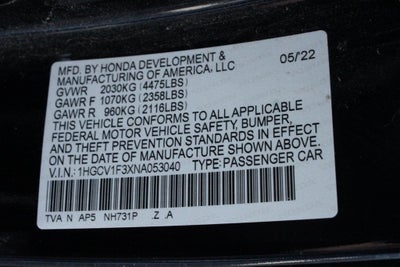 MFD. BY HONDA DEVELOPMENT & 05/'22
MANUFACTURING OF AMERICA, LLC
GVWR 2030KG(4475LBS)
GAWR F 1070KG(2358LBS)
GAWR R 960KG(2116LBS)
THIS VEHICLE CONFORMS TO ALL APPLICABLE
FEDERAL MOTOR VEHICLE SAFETY, BUMPER,
AND THEFT PREVENTION STANDARDS IN EFFECT
ON THE DATE OF MANUFACTURE SHOWN ABOVE.
V.I.N.:1HGCV1F3XNA053040 TYPE:PASSENGER CAR
TVA N AP5 NH731P .Z .A